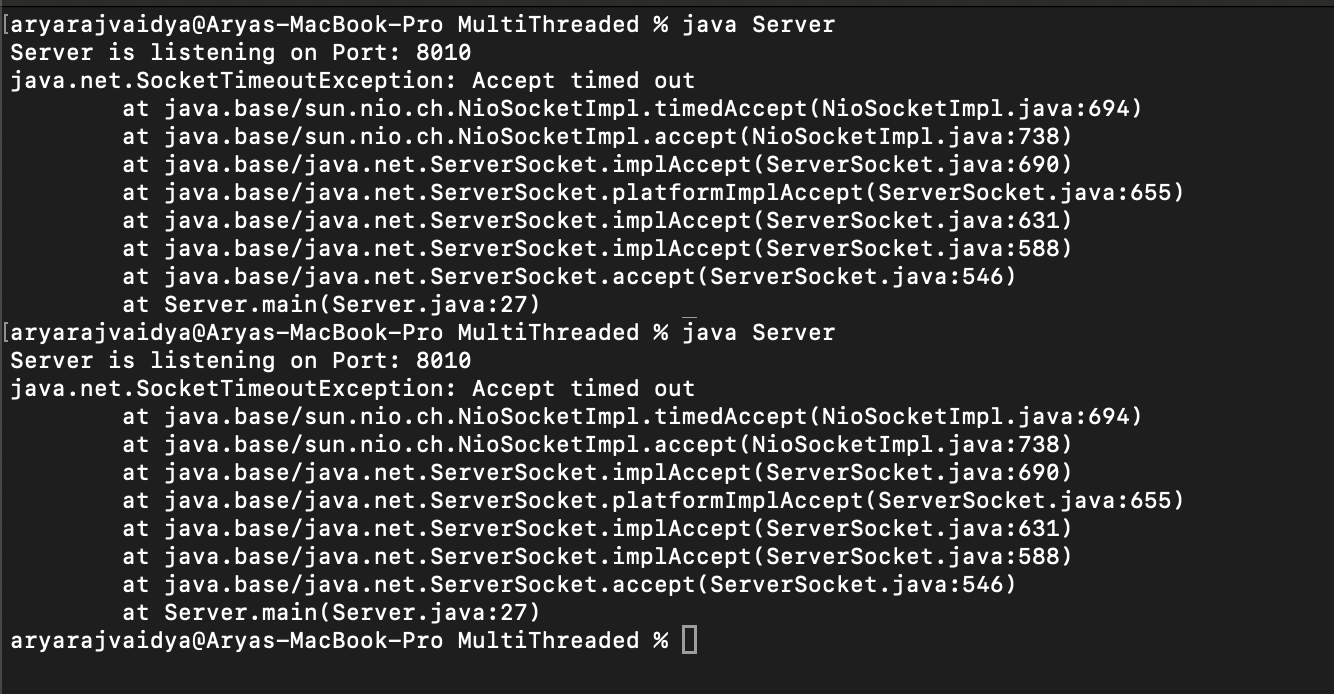 [aryarajvaidya@Aryas-MacBook-Pro MultiThreaded % java Server
Server is listening on Port: 8010
java.net.SocketTimeoutException: Accept timed out
        at java.base/sun.nio.ch.NioSocketImpl.timedAccept(NioSocketImpl.java:694)
        at java.base/sun.nio.ch.NioSocketImpl.accept(NioSocketImpl.java:738)
        at java.base/java.net.ServerSocket.implAccept(ServerSocket.java:690)
        at java.base/java.net.ServerSocket.platformImplAccept(ServerSocket.java:655)
        at java.base/java.net.ServerSocket.implAccept(ServerSocket.java:631)
        at java.base/java.net.ServerSocket.implAccept(ServerSocket.java:588)
        at java.base/java.net.ServerSocket.accept(ServerSocket.java:546)
        at Server.main(Server.java:27)
[aryarajvaidya@Aryas-MacBook-Pro MultiThreaded % java Server
Server is listening on Port: 8010
java.net.SocketTimeoutException: Accept timed out
        at java.base/sun.nio.ch.NioSocketImpl.timedAccept(NioSocketImpl.java:694)
        at java.base/sun.nio.ch.NioSocketImpl.accept(NioSocketImpl.java:738)
        at java.base/java.net.ServerSocket.implAccept(ServerSocket.java:690)
        at java.base/java.net.ServerSocket.platformImplAccept(ServerSocket.java:655)
        at java.base/java.net.ServerSocket.implAccept(ServerSocket.java:631)
        at java.base/java.net.ServerSocket.implAccept(ServerSocket.java:588)
        at java.base/java.net.ServerSocket.accept(ServerSocket.java:546)
        at Server.main(Server.java:27)
aryarajvaidya@Aryas-MacBook-Pro MultiThreaded %